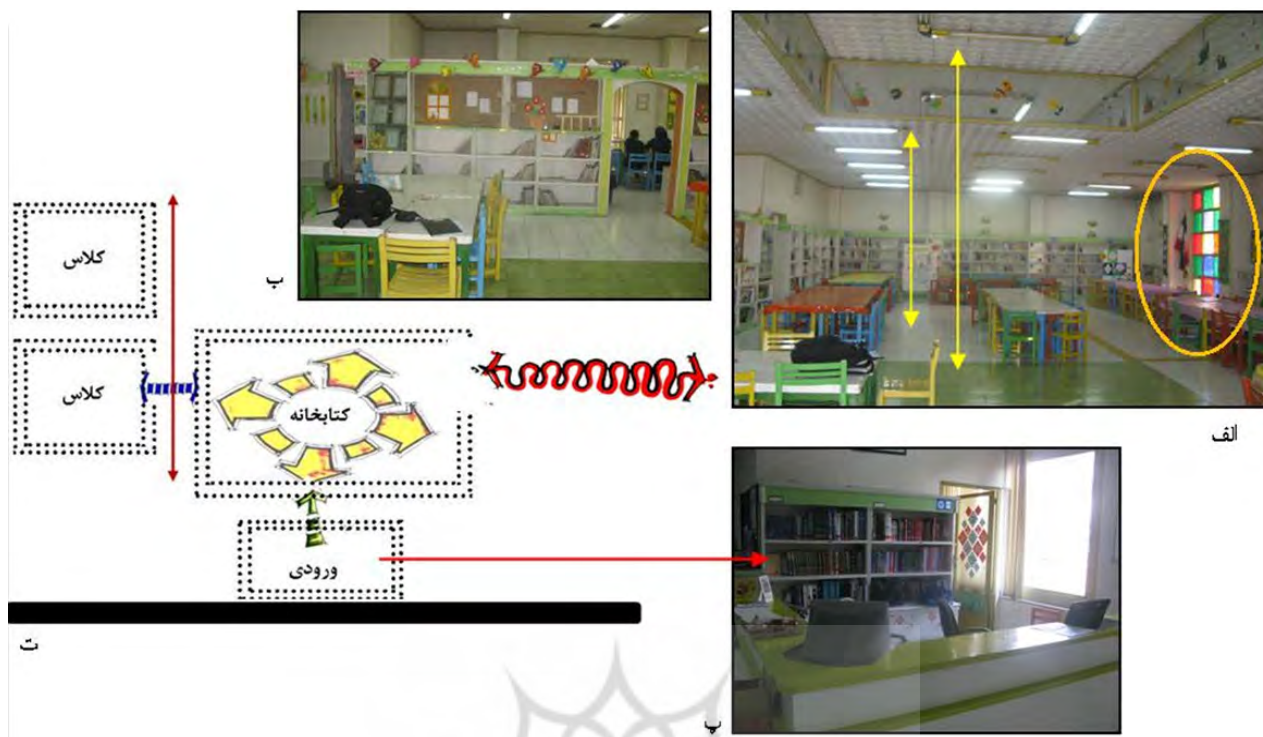 ب
الف
کلاس
کلاس
کتابخانه
ورودی
ت
پ